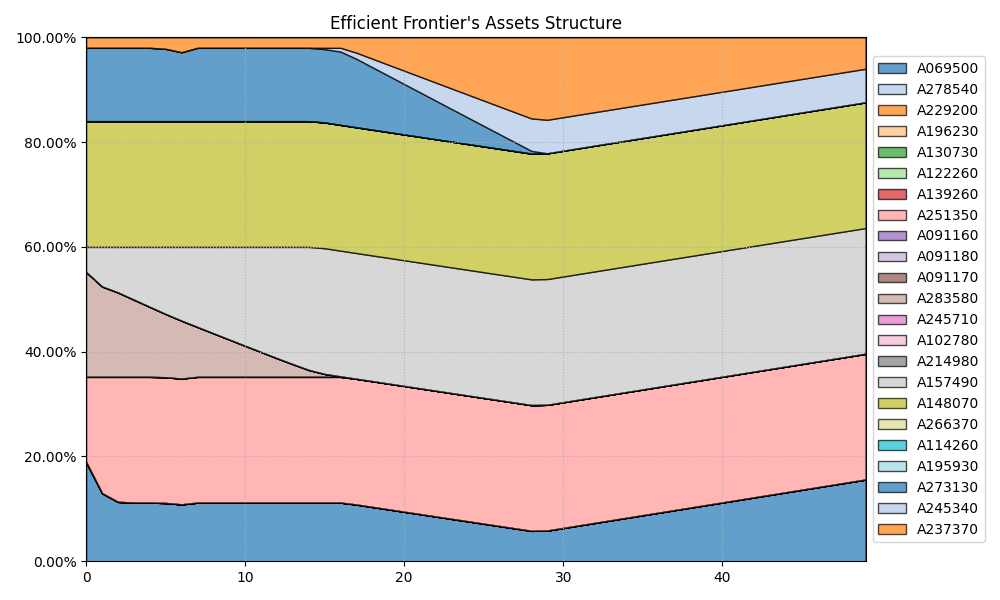 Efficient Frontier's Assets Structure
100.00%
80.00%
60.00%
40.00%
20.00%
0.00%
0
10
20
30
40
A069500
A278540
A229200
A196230
A130730
A122260
A139260
A251350
A091160
A091180
A091170
A283580
A245710
A102780
A214980
A157490
A148070
A266370
A114260
A195930
A273130
A245340
A237370